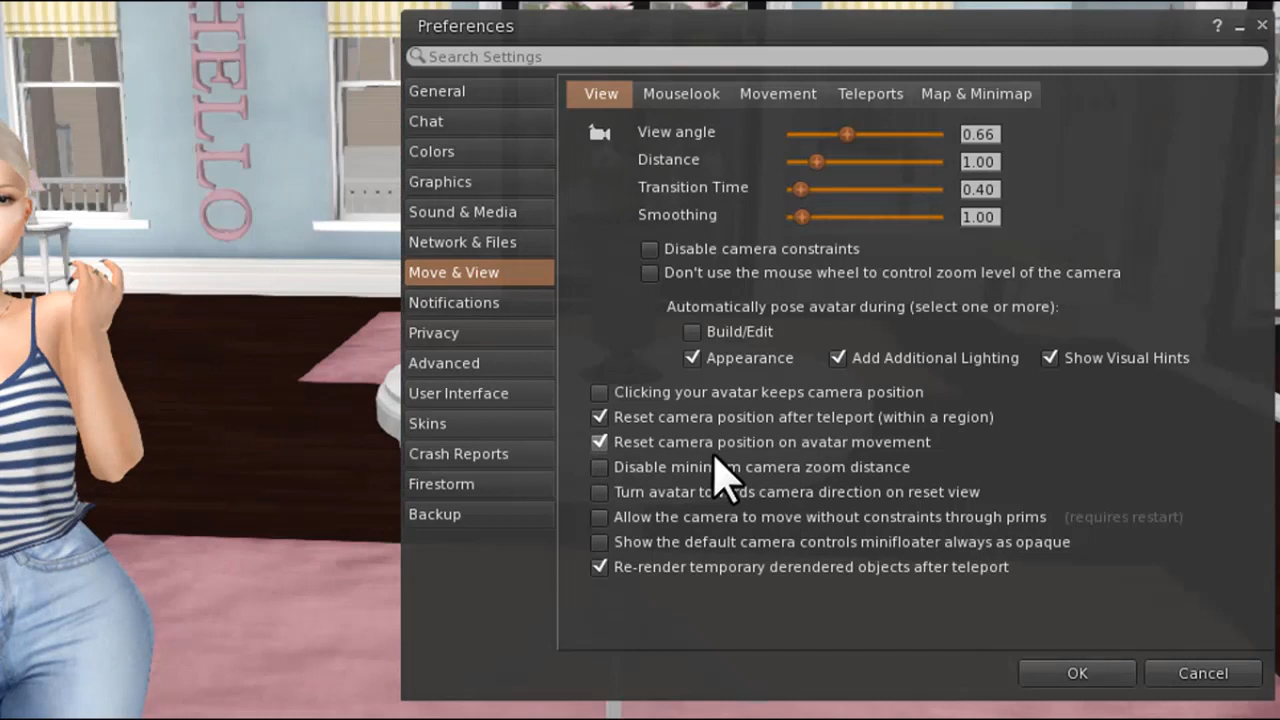 HELLO
Preferences
? _ ×
Search Settings
General
Chat
Colors
Graphics
Sound & Media
Network & Files
Move & View
Notifications
Privacy
Advanced
User Interface
Skins
Crash Reports
Firestorm
Backup
View Mouselook Movement Teleports Map & Minimap
View angle 0.66
Distance 1.00
Transition Time 0.40
Smoothing 1.00
Disable camera constraints
Don't use the mouse wheel to control zoom level of the camera
Automatically pose avatar during (select one or more):
Build/Edit
Appearance Add Additional Lighting Show Visual Hints
Clicking your avatar keeps camera position
Reset camera position after teleport (within a region)
Reset camera position on avatar movement
Disable minimum camera zoom distance
Turn avatar towards camera direction on reset view
Allow the camera to move without constraints through prims (requires restart)
Show the default camera controls minifloater always as opaque
Re-render temporary derendered objects after teleport
OK Cancel